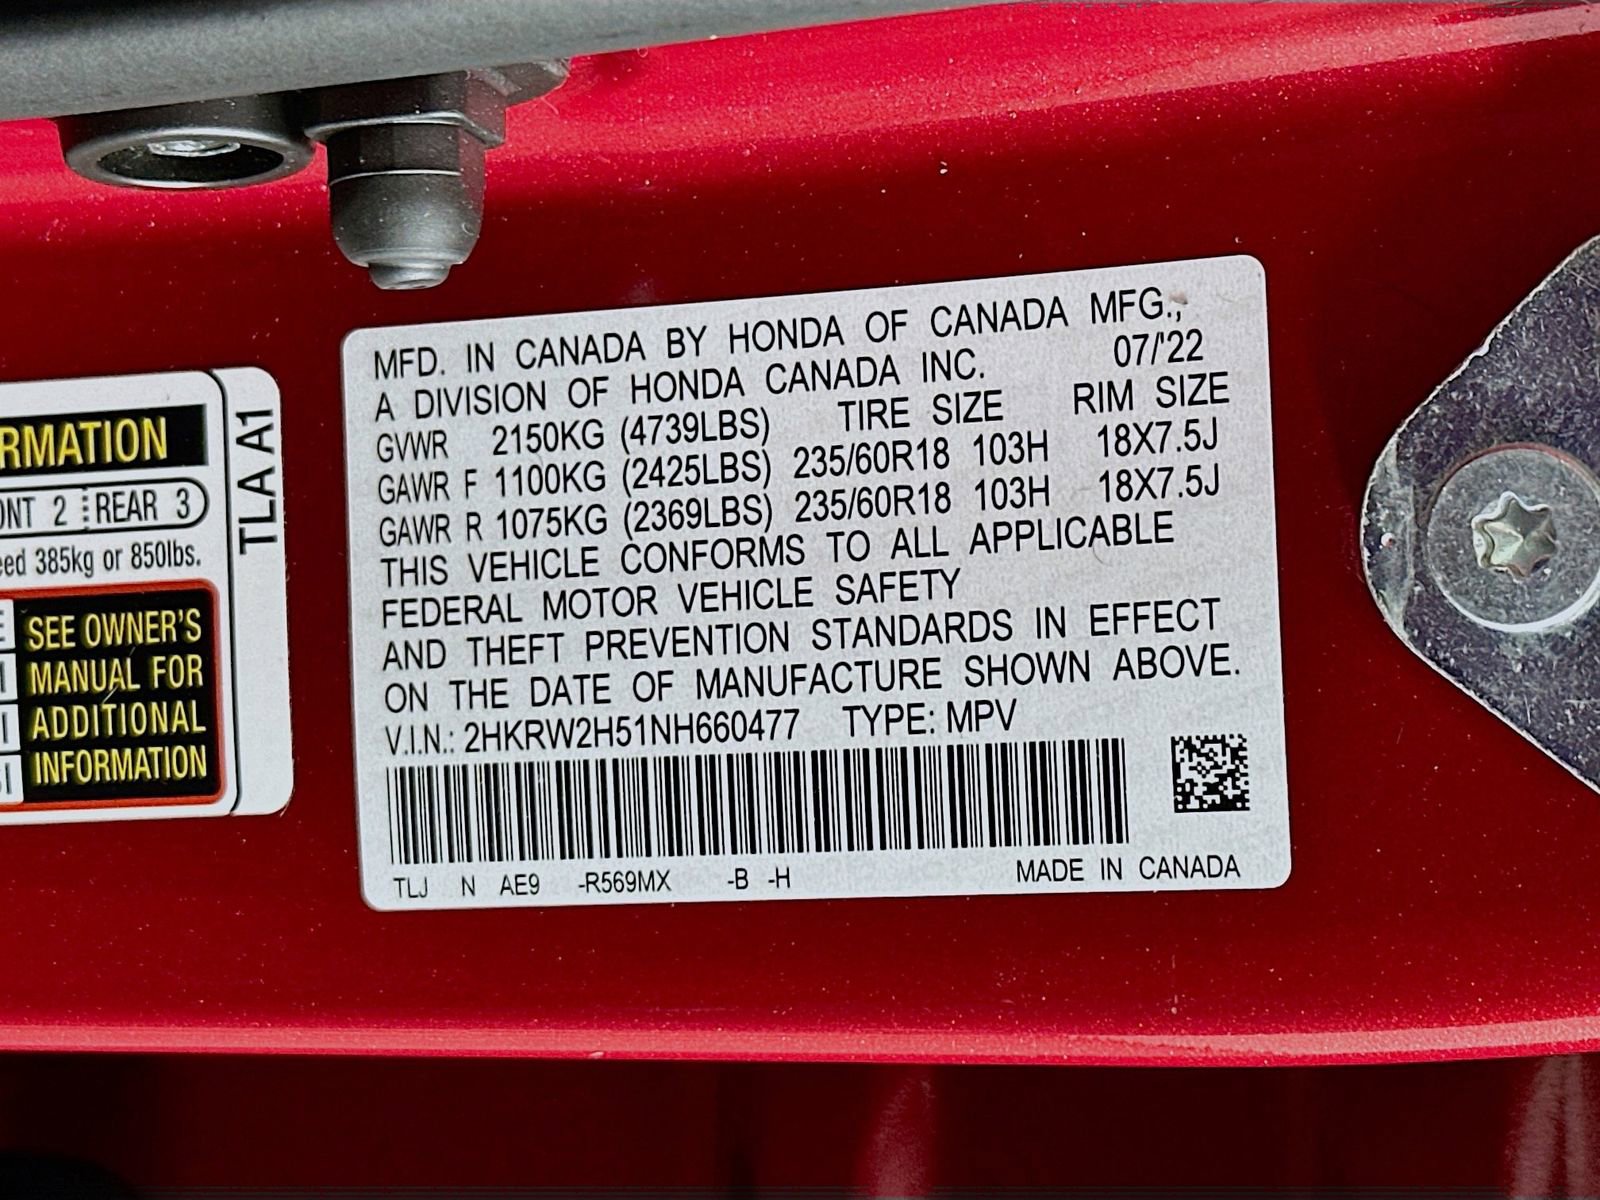 RMATION
ONT 2 REAR 3
eed 385kg or 850lbs.
SEE OWNER'S
MANUAL FOR
ADDITIONAL
INFORMATION
TLA A1
MFD. IN CANADA BY HONDA OF CANADA MFG.,
A DIVISION OF HONDA CANADA INC. 07/'22
GVWR 2150KG (4739LBS) TIRE SIZE RIM SIZE
GAWR F 1100KG (2425LBS) 235/60R18 103H 18X7.5J
GAWR R 1075KG (2369LBS) 235/60R18 103H 18X7.5J
THIS VEHICLE CONFORMS TO ALL APPLICABLE
FEDERAL MOTOR VEHICLE SAFETY
AND THEFT PREVENTION STANDARDS IN EFFECT
ON THE DATE OF MANUFACTURE SHOWN ABOVE.
V.I.N.: 2HKRW2H51NH660477 TYPE: MPV
TLJ N AE9 -R569MX -B -H MADE IN CANADA